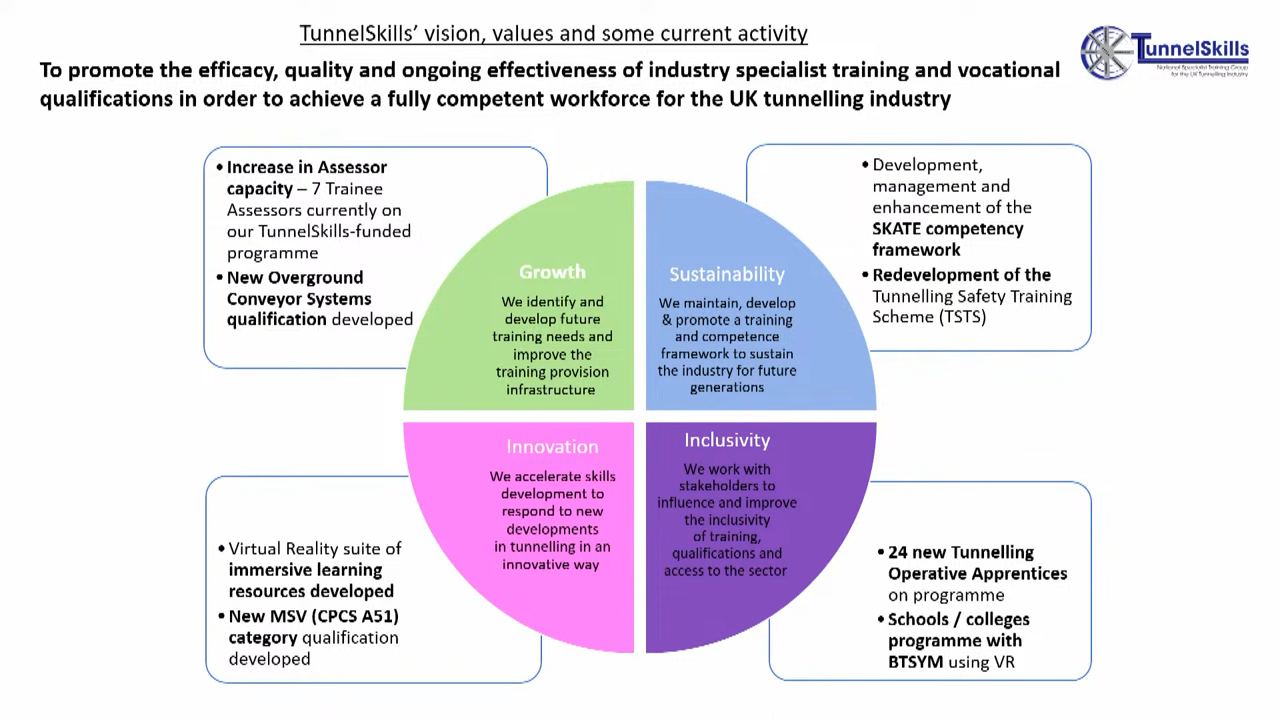 TunnelSkills' vision, values and some current activity
TunnelSkills
National Specialist Training Group
for the UK Tunnelling Industry
To promote the efficacy, quality and ongoing effectiveness of industry specialist training and vocational
qualifications in order to achieve a fully competent workforce for the UK tunnelling industry
• Increase in Assessor
capacity – 7 Trainee
Assessors currently on
our TunnelSkills-funded
programme
• New Overground
Conveyor Systems
qualification developed
Growth
We identify and
develop future
training needs and
improve the
training provision
infrastructure
Sustainability
We maintain, develop
& promote a training
and competence
framework to sustain
the industry for future
generations
• Development,
management and
enhancement of the
SKATE competency
framework
• Redevelopment of the
Tunnelling Safety Training
Scheme (TSTS)
• Virtual Reality suite of
immersive learning
resources developed
• New MSV (CPCS A51)
category qualification
developed
Innovation
We accelerate skills
development to
respond to new
developments
in tunnelling in an
innovative way
Inclusivity
We work with
stakeholders to
influence and improve
the inclusivity
of training,
qualifications and
access to the sector
• 24 new Tunnelling
Operative Apprentices
on programme
• Schools / colleges
programme with
BTSYM using VR